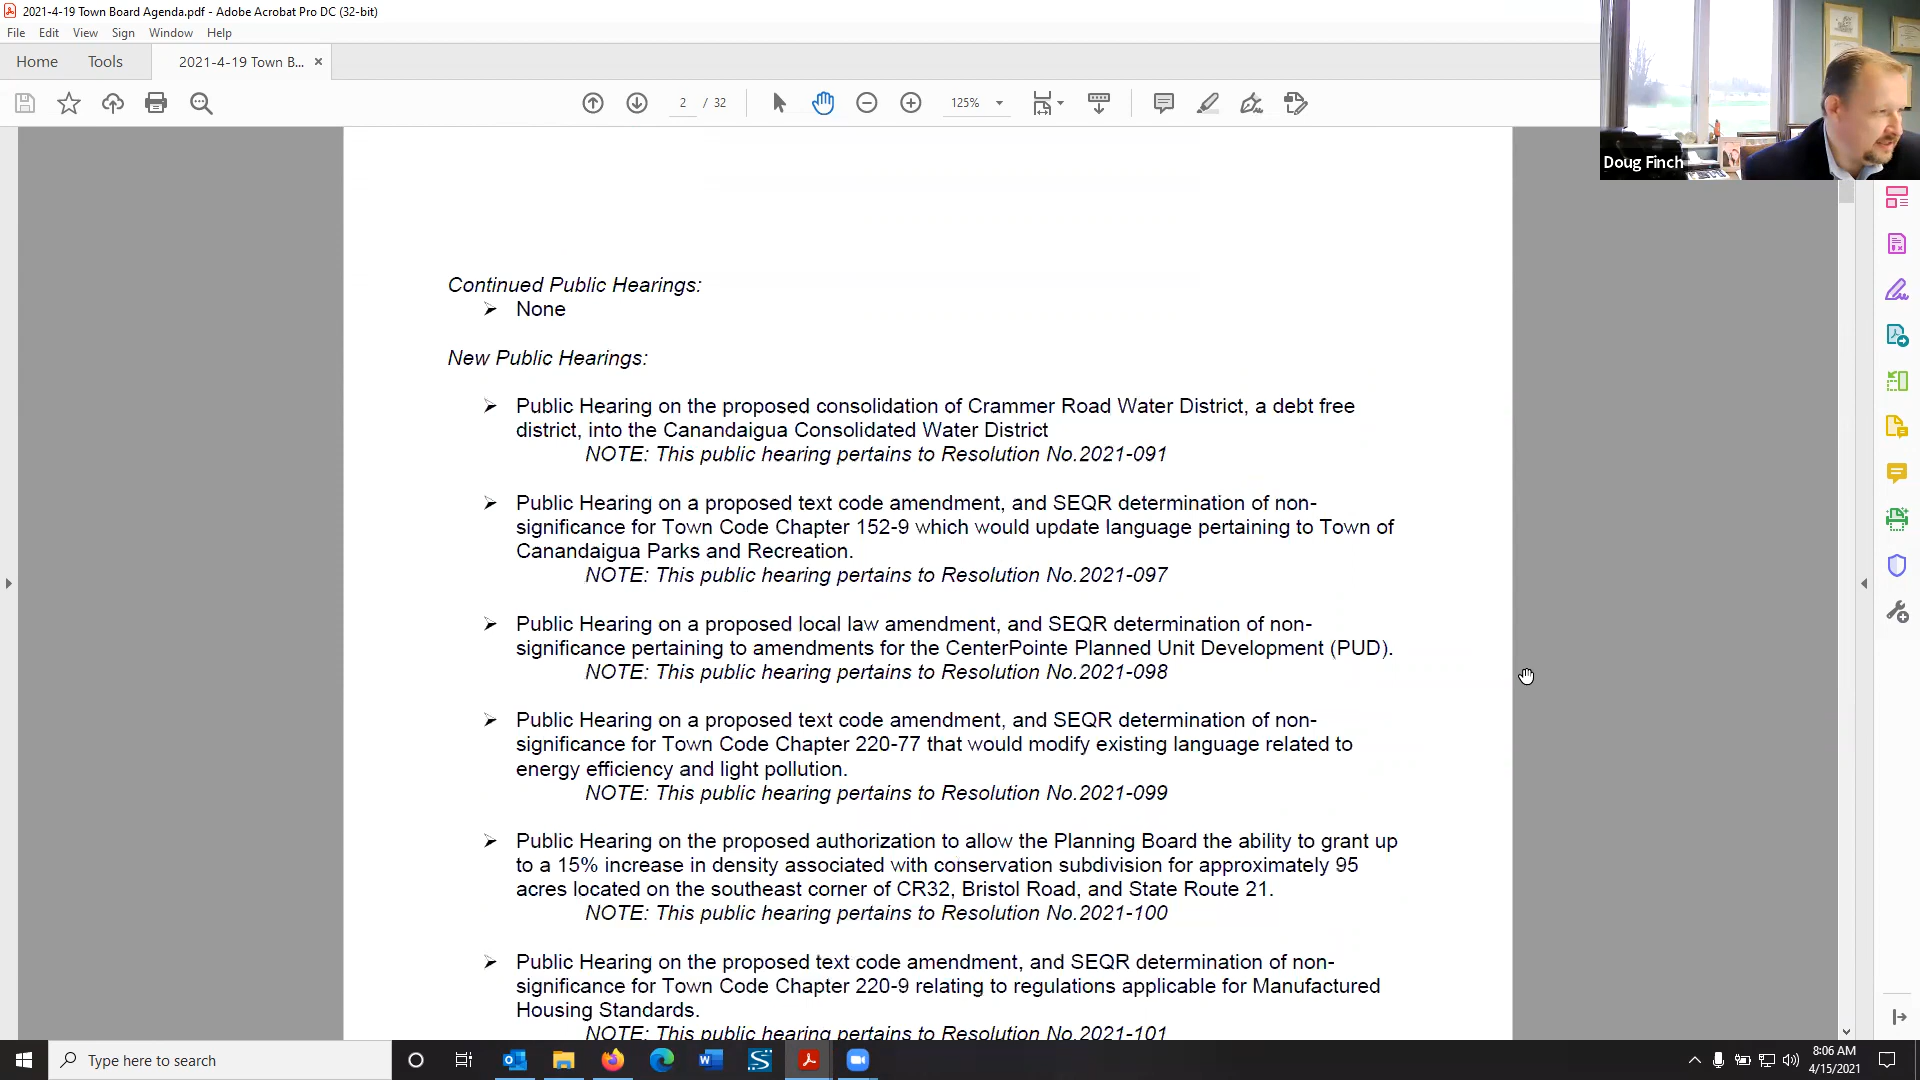 2021-4-19 Town Board Agenda.pdf - Adobe Acrobat Pro DC (32-bit)
File Edit View Sign Window Help
Home Tools 2021-4-19 Town B... ×
2 / 32 125%
Doug Finch
Continued Public Hearings:
➢ None
New Public Hearings:
➢ Public Hearing on the proposed consolidation of Crammer Road Water District, a debt free
district, into the Canandaigua Consolidated Water District
NOTE: This public hearing pertains to Resolution No.2021-091
➢ Public Hearing on a proposed text code amendment, and SEQR determination of non-
significance for Town Code Chapter 152-9 which would update language pertaining to Town of
Canandaigua Parks and Recreation.
NOTE: This public hearing pertains to Resolution No.2021-097
➢ Public Hearing on a proposed local law amendment, and SEQR determination of non-
significance pertaining to amendments for the CenterPointe Planned Unit Development (PUD).
NOTE: This public hearing pertains to Resolution No.2021-098
➢ Public Hearing on a proposed text code amendment, and SEQR determination of non-
significance for Town Code Chapter 220-77 that would modify existing language related to
energy efficiency and light pollution.
NOTE: This public hearing pertains to Resolution No.2021-099
➢ Public Hearing on the proposed authorization to allow the Planning Board the ability to grant up
to a 15% increase in density associated with conservation subdivision for approximately 95
acres located on the southeast corner of CR32, Bristol Road, and State Route 21.
NOTE: This public hearing pertains to Resolution No.2021-100
➢ Public Hearing on the proposed text code amendment, and SEQR determination of non-
significance for Town Code Chapter 220-9 relating to regulations applicable for Manufactured
Housing Standards.
NOTE: This public hearing pertains to Resolution No.2021-101
Type here to search
8:06 AM
4/15/2021